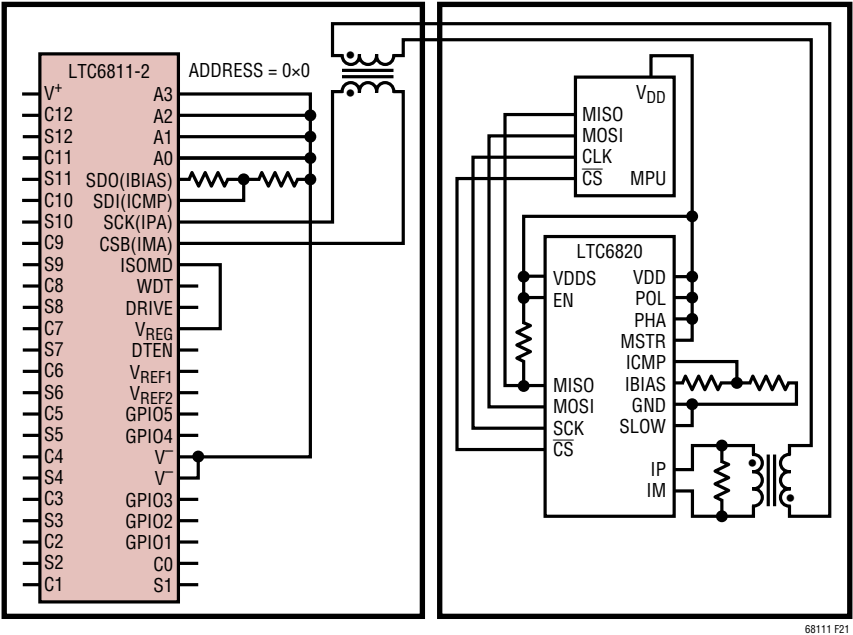 LTC6811-2
ADDRESS = 0×0
V+ A3
C12 A2
S12 A1
C11 A0
S11 SDO(IBIAS)
C10 SDI(ICMP)
S10 SCK(IPA)
C9 CSB(IMA)
S9 ISOMD
C8 WDT
S8 DRIVE
C7 VREG
S7 DTEN
C6 VREF1
S6 VREF2
C5 GPIO5
S5 GPIO4
C4 V–
S4 V–
C3 GPIO3
S3 GPIO2
C2 GPIO1
S2 C0
C1 S1
VDD
MISO
MOSI
CLK
CS MPU
LTC6820
VDDS VDD
EN POL
PHA
MSTR
ICMP
MISO IBIAS
MOSI GND
SCK SLOW
CS
IP
IM
68111 F21